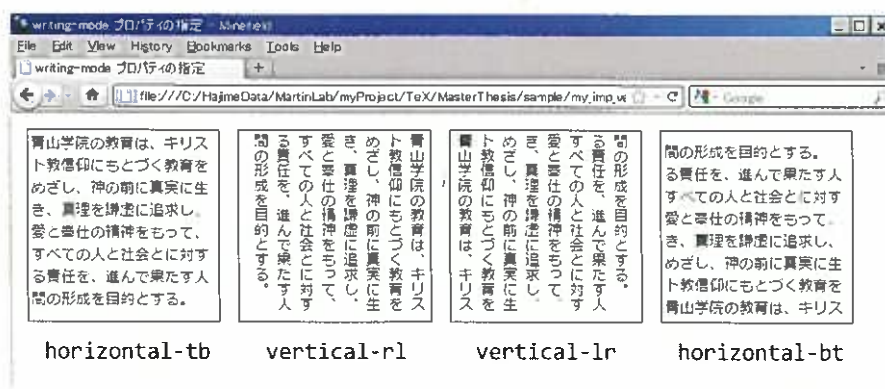 writing-mode プロパティの指定 - Minefield
File Edit View History Bookmarks Tools Help
writing-mode プロパティの指定 +
file:///C:/HajimeData/MartinLab/myProject/TeX/MasterThesis/sample/my_imp_ve
Google
青山学院の教育は、キリス
ト教信仰にもとづく教育を
めざし、神の前に真実に生
き、真理を謙虚に追求し、
愛と奉仕の精神をもって、
すべての人と社会とに対す
る責任を、進んで果たす人
間の形成を目的とする。
horizontal-tb
青山学院の教育は、キリス
ト教信仰にもとづく教育を
めざし、神の前に真実に生
き、真理を謙虚に追求し、
愛と奉仕の精神をもって、
すべての人と社会とに対す
る責任を、進んで果たす人
間の形成を目的とする。
vertical-rl
青山学院の教育は、キリス
ト教信仰にもとづく教育を
めざし、神の前に真実に生
き、真理を謙虚に追求し、
愛と奉仕の精神をもって、
すべての人と社会とに対す
る責任を、進んで果たす人
間の形成を目的とする。
vertical-lr
間の形成を目的とする。
る責任を、進んで果たす人
すべての人と社会とに対す
愛と奉仕の精神をもって、
き、真理を謙虚に追求し、
めざし、神の前に真実に生
ト教信仰にもとづく教育を
青山学院の教育は、キリス
horizontal-bt